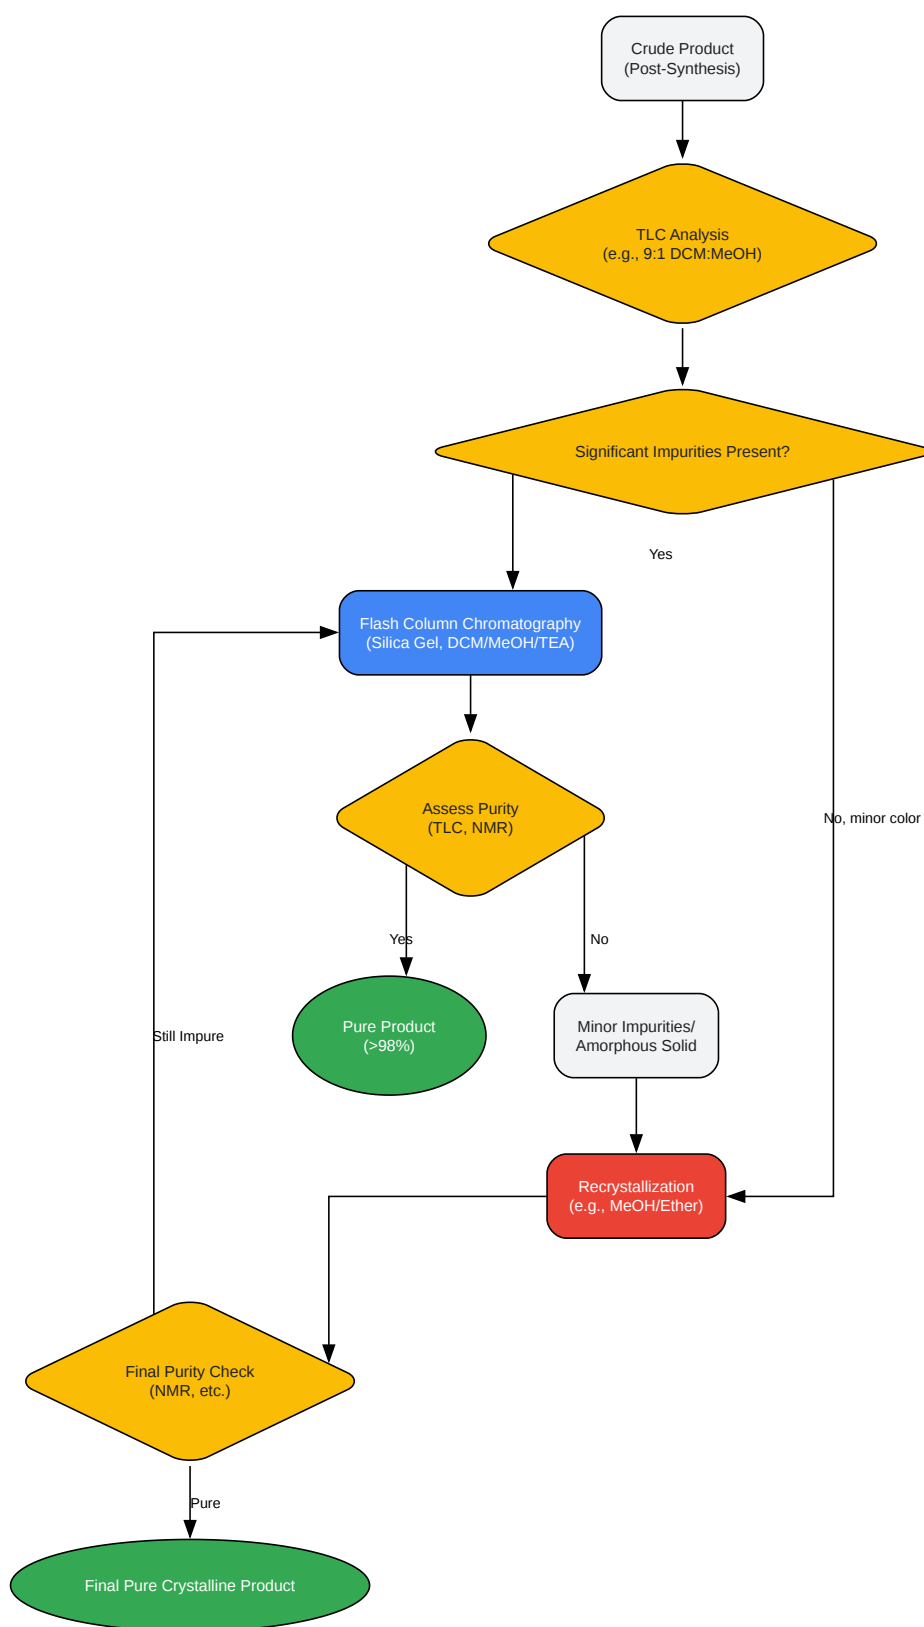 Crude Product
(Post-Synthesis)
TLC Analysis
(e.g., 9:1 DCM:MeOH)
Significant Impurities Present?
Yes
Flash Column Chromatography
(Silica Gel, DCM/MeOH/TEA)
Assess Purity
(TLC, NMR)
No, minor color
Yes
No
Pure Product
(>98%)
Minor Impurities/
Amorphous Solid
Still Impure
Recrystallization
(e.g., MeOH/Ether)
Final Purity Check
(NMR, etc.)
Pure
Final Pure Crystalline Product